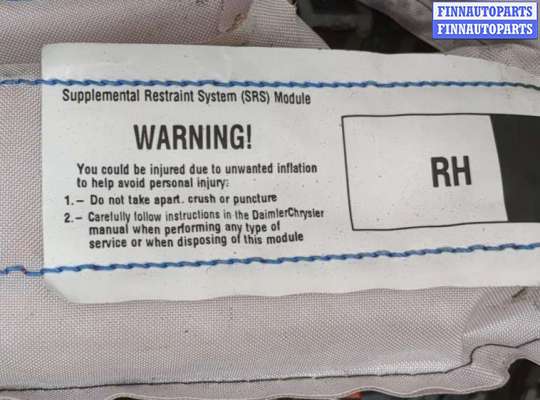 FINNAUTOPARTS
FINNAUTOPARTS
Supplemental Restraint System (SRS) Module
WARNING!
You could be injured due to unwanted inflation
to help avoid personal injury:
1.– Do not take apart. crush or puncture
2.– Carefully follow instructions in the DaimlerChrysler
manual when performing any type of
service or when disposing of this module
RH